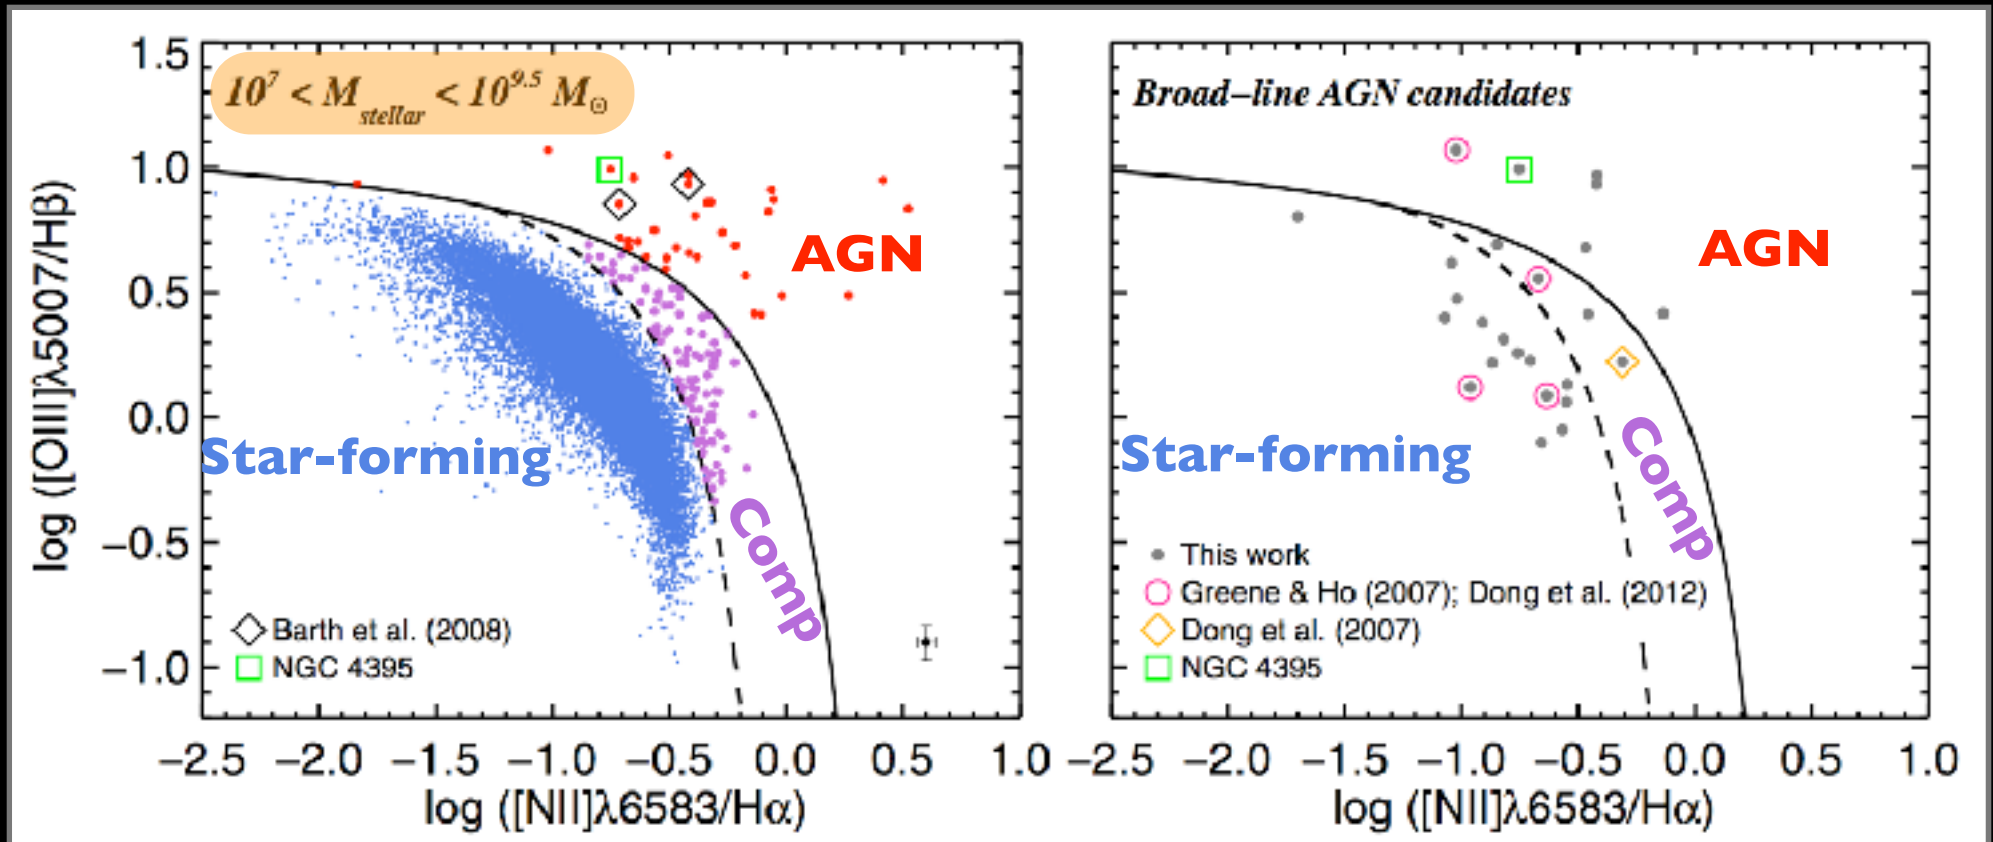 10^7 < M_stellar < 10^9.5 M_⊙
AGN
Star-forming
Comp
Barth et al. (2008)
NGC 4395
1.5
1.0
0.5
0.0
−0.5
−1.0
log ([OIII]λ5007/Hβ)
−2.5 −2.0 −1.5 −1.0 −0.5 0.0 0.5 1.0
log ([NII]λ6583/Hα)
Broad−line AGN candidates
AGN
Star-forming
Comp
This work
Greene & Ho (2007); Dong et al. (2012)
Dong et al. (2007)
NGC 4395
−2.5 −2.0 −1.5 −1.0 −0.5 0.0 0.5 1.0
log ([NII]λ6583/Hα)